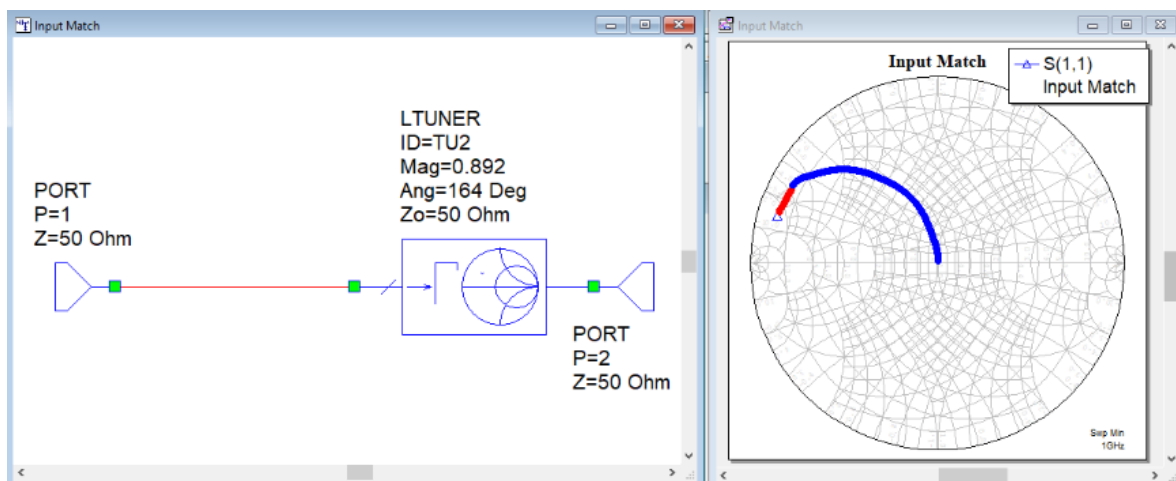 Input Match
LTUNER
ID=TU2
Mag=0.892
Ang=164 Deg
Zo=50 Ohm
PORT
P=1
Z=50 Ohm
PORT
P=2
Z=50 Ohm
Input Match
Input Match
S(1,1)
Input Match
Swp Min
1GHz